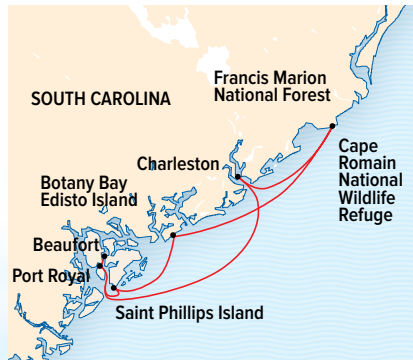 Francis Marion
National Forest
SOUTH CAROLINA
Charleston
Cape
Romain
National
Wildlife
Refuge
Botany Bay
Edisto Island
Beaufort
Port Royal
Saint Phillips Island